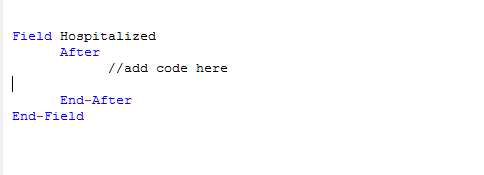 Field Hospitalized
After
//add code here
End-After
End-Field